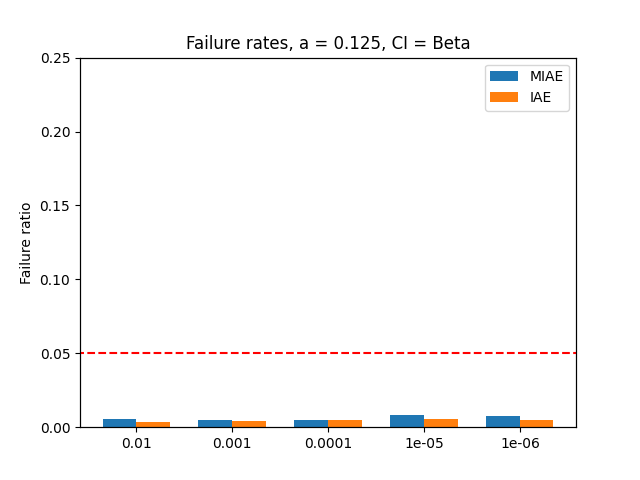 Failure rates, a = 0.125, CI = Beta
0.25
0.20
0.15
0.10
0.05
0.00
Failure ratio
MIAE
IAE
0.01
0.001
0.0001
1e-05
1e-06